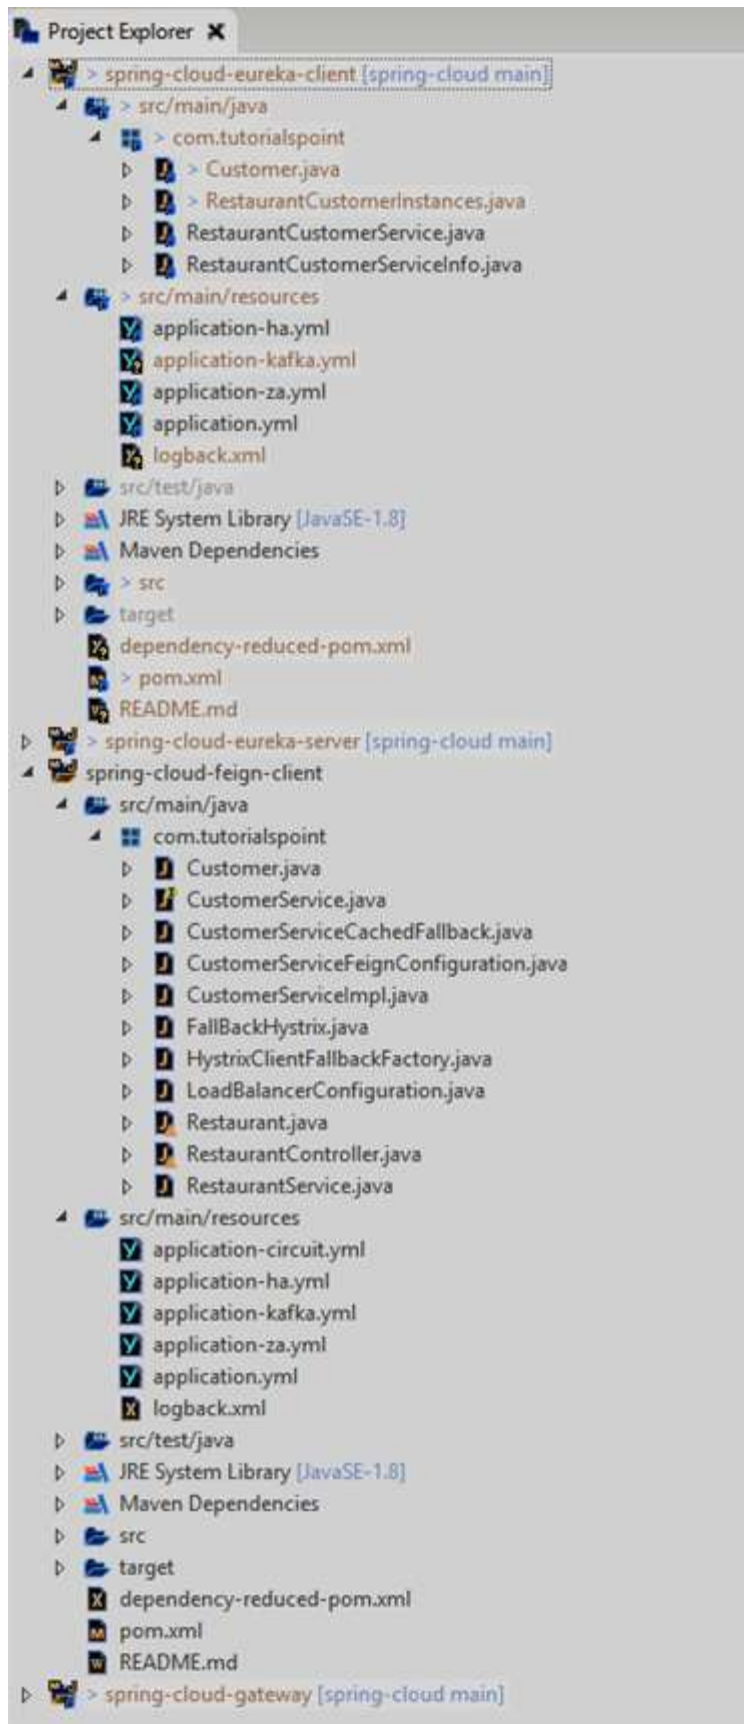 Project Explorer
> spring-cloud-eureka-client [spring-cloud main]
> src/main/java
> com.tutorialspoint
> Customer.java
> RestaurantCustomerInstances.java
RestaurantCustomerService.java
RestaurantCustomerServiceInfo.java
> src/main/resources
application-ha.yml
application-kafka.yml
application-za.yml
application.yml
logback.xml
src/test/java
JRE System Library [JavaSE-1.8]
Maven Dependencies
> src
target
dependency-reduced-pom.xml
> pom.xml
README.md
> spring-cloud-eureka-server [spring-cloud main]
spring-cloud-feign-client
src/main/java
com.tutorialspoint
Customer.java
CustomerService.java
CustomerServiceCachedFallback.java
CustomerServiceFeignConfiguration.java
CustomerServiceImpl.java
FallBackHystrix.java
HystrixClientFallbackFactory.java
LoadBalancerConfiguration.java
Restaurant.java
RestaurantController.java
RestaurantService.java
src/main/resources
application-circuit.yml
application-ha.yml
application-kafka.yml
application-za.yml
application.yml
logback.xml
src/test/java
JRE System Library [JavaSE-1.8]
Maven Dependencies
src
target
dependency-reduced-pom.xml
pom.xml
README.md
> spring-cloud-gateway [spring-cloud main]